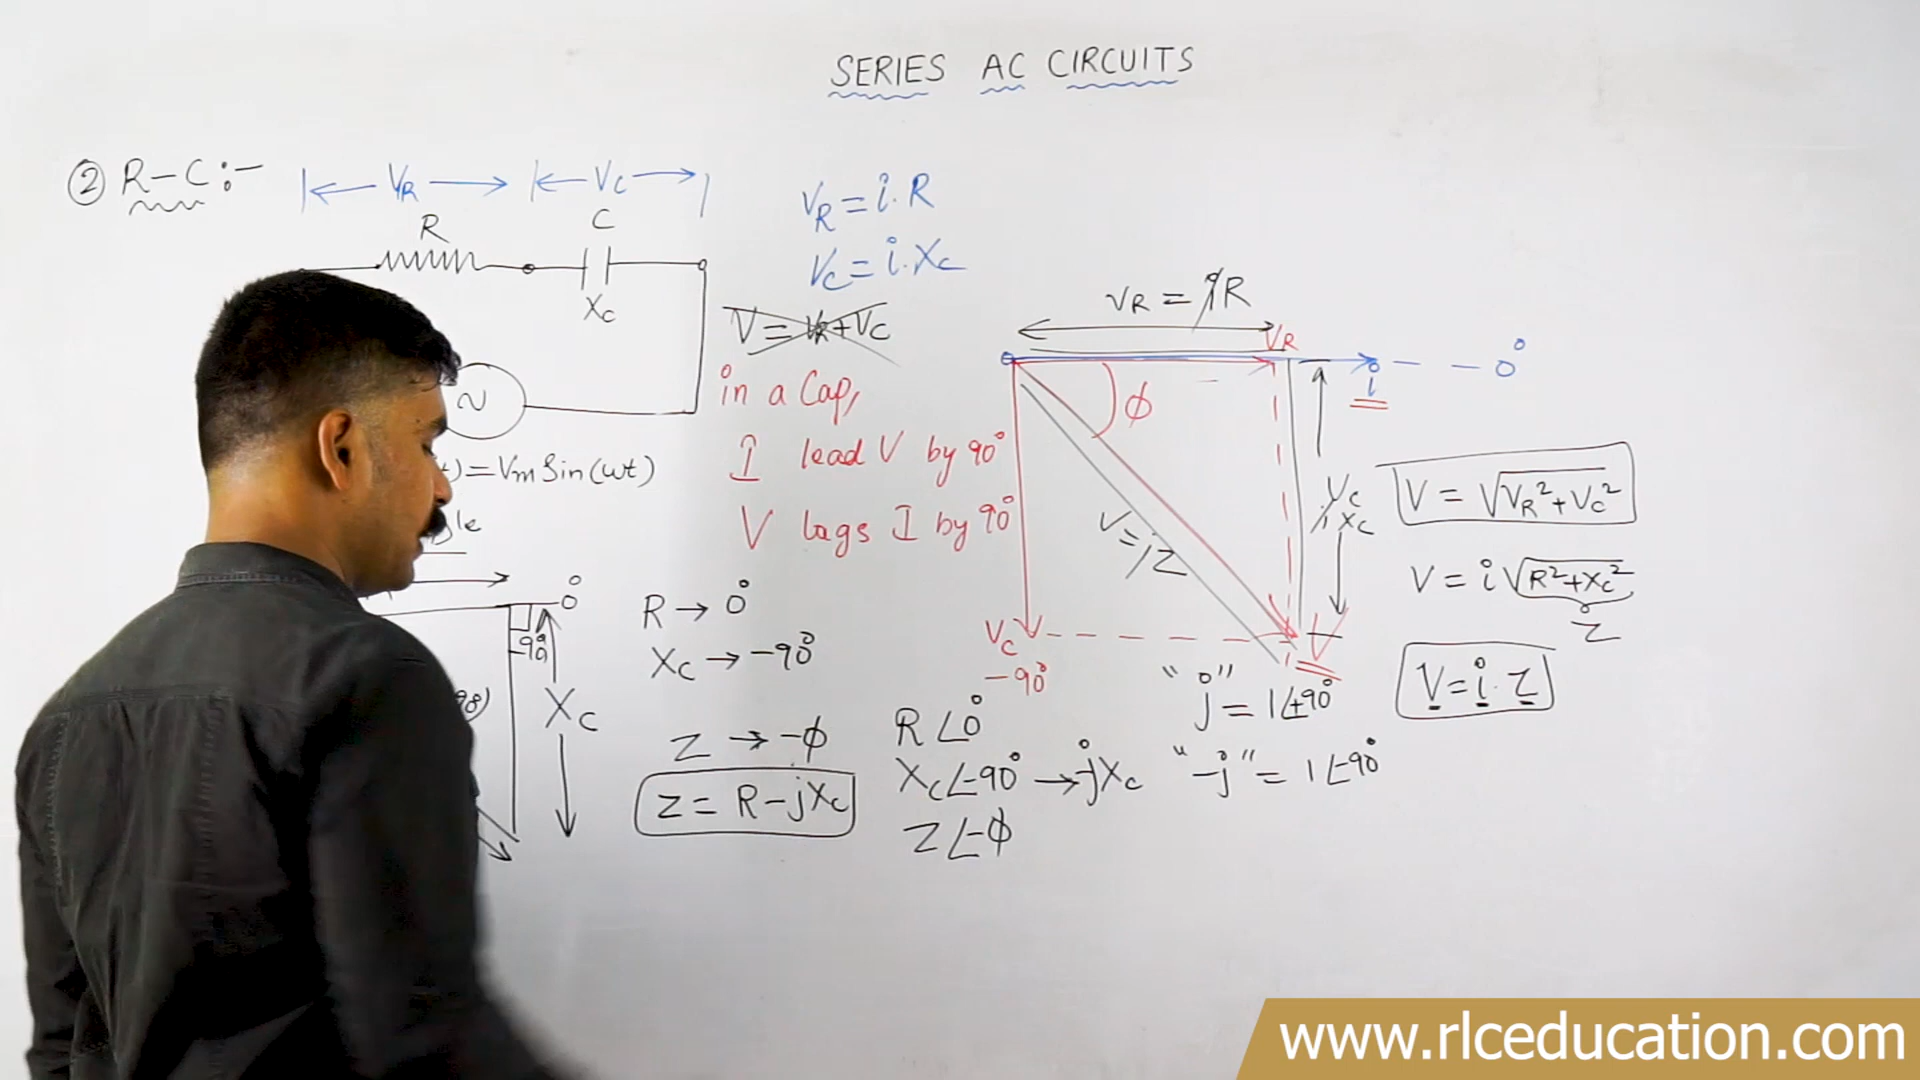 SERIES AC CIRCUITS
② R-C:-
VR
VC
R
C
XC
VR = i.R
VC = i.XC
V = VR + VC
in a Cap,
I lead V by 90°
V lags I by 90°
) = Vm Sin(ωt)
0°
-90°
XC
R → 0°
XC → -90°
Z → -ϕ
Z = R - jXC
R∠0°
XC∠-90° → -jXC
Z∠-ϕ
"j" = 1∠+90°
"-j" = 1∠-90°
VR = iR
VR
i
0°
ϕ
VC
iXC
V = iZ
VC
-90°
V
V = √VR²+VC²
V = i √R²+XC²
Z
V = i.Z
www.rlceducation.com